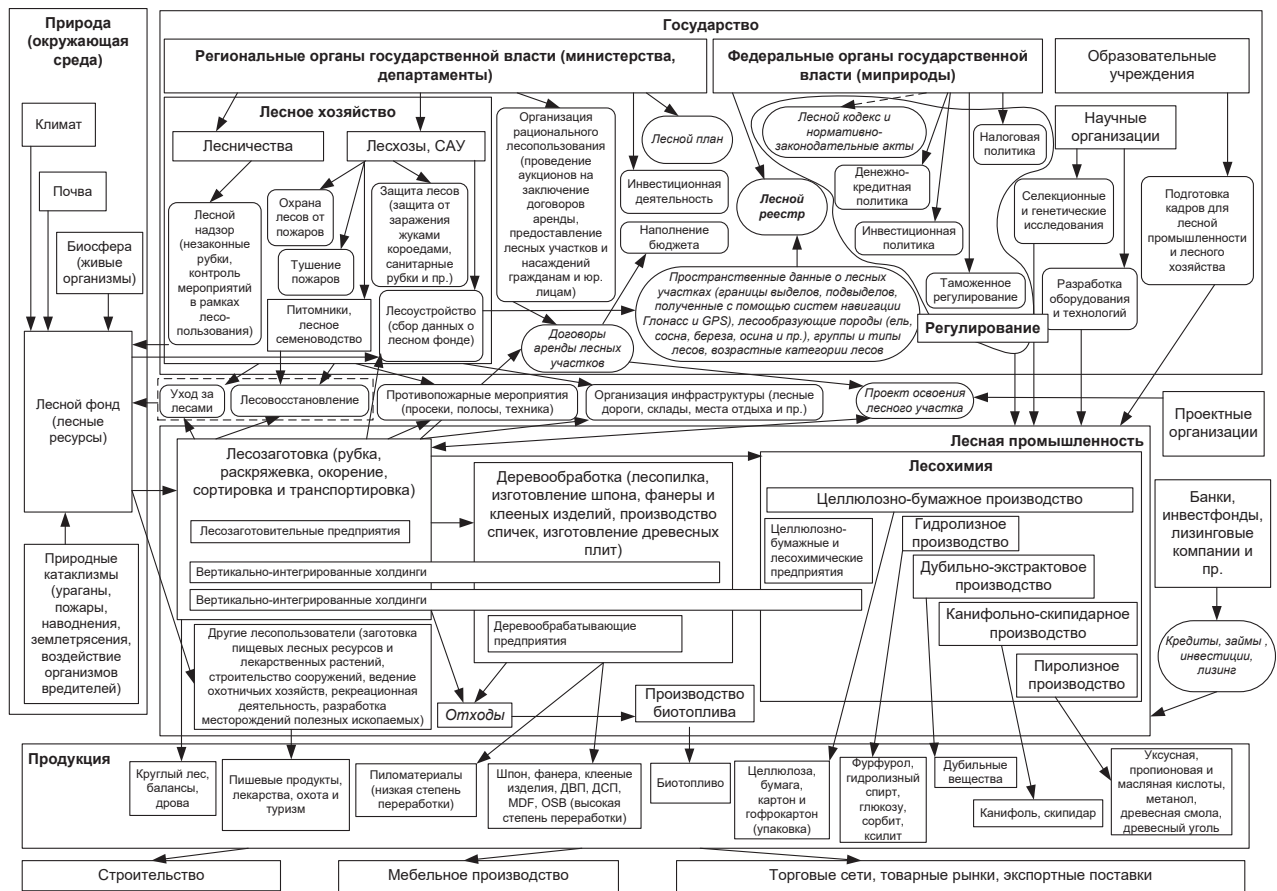 Природа
(окружающая
среда)
Климат
Почва
Биосфера
(живые
организмы)
Лесной фонд
(лесные
ресурсы)
Природные
катаклизмы
(ураганы,
пожары,
наводнения,
землетрясения,
воздействие
организмов
вредителей)
Государство
Региональные органы государственной власти (министерства,
департаменты)
Федеральные органы государственной
власти (миприроды)
Образовательные
учреждения
Лесное хозяйство
Лесничества
Лесхозы, САУ
Лесной
надзор
(незаконные
рубки,
контроль
мероприятий
в рамках
лесо-
пользования)
Охрана
лесов от
пожаров
Тушение
пожаров
Питомники,
лесное
семеноводство
Защита лесов
(защита от
заражения
жуками
короедами,
санитарные
рубки и пр.)
Лесоустройство
(сбор данных о
лесном фонде)
Организация
рационального
лесопользования
(проведение
аукционов на
заключение
договоров
аренды,
предоставление
лесных участков и
насаждений
гражданам и юр.
лицам)
Лесной план
Инвестиционная
деятельность
Наполнение
бюджета
Договоры
аренды лесных
участков
Лесной
реестр
Лесной кодекс и
нормативно-
законодательные акты
Денежно-
кредитная
политика
Инвестиционная
политика
Налоговая
политика
Таможенное
регулирование
Пространственные данные о лесных
участках (границы выделов, подвыделов,
полученные с помощью систем навигации
Глонасс и GPS), лесообразующие породы (ель,
сосна, береза, осина и пр.), группы и типы
лесов, возрастные категории лесов
Регулирование
Научные
организации
Селекционные и
генетические
исследования
Разработка
оборудования
и технологий
Подготовка
кадров для
лесной
промышленности
и лесного
хозяйства
Уход за
лесами
Лесовосстановление
Противопожарные мероприятия
(просеки, полосы, техника)
Организация инфраструктуры (лесные
дороги, склады, места отдыха и пр.)
Проект освоения
лесного участка
Проектные
организации
Лесная промышленность
Лесозаготовка (рубка,
раскряжевка, окорение,
сортировка и транспортировка)
Лесозаготовительные предприятия
Вертикально-интегрированные холдинги
Вертикально-интегрированные холдинги
Деревообработка (лесопилка,
изготовление шпона, фанеры и
клееных изделий, производство
спичек, изготовление древесных
плит)
Деревообрабатывающие
предприятия
Лесохимия
Целлюлозно-бумажное производство
Целлюлозно-
бумажные и
лесохимические
предприятия
Гидролизное
производство
Дубильно-экстрактовое
производство
Канифольно-скипидарное
производство
Пиролизное
производство
Банки,
инвестфонды,
лизинговые
компании и
пр.
Кредиты, займы ,
инвестиции,
лизинг
Другие лесопользователи (заготовка
пищевых лесных ресурсов и
лекарственных растений,
строительство сооружений, ведение
охотничьих хозяйств, рекреационная
деятельность, разработка
месторождений полезных ископаемых)
Отходы
Производство
биотоплива
Продукция
Круглый лес,
балансы,
дрова
Пишевые продукты,
лекарства, охота и
туризм
Пиломатериалы
(низкая степень
переработки)
Шпон, фанера, клееные
изделия, ДВП, ДСП,
MDF, OSB (высокая
степень переработки)
Биотопливо
Целлюлоза,
бумага,
картон и
гофрокартон
(упаковка)
Фурфурол,
гидролизный
спирт,
глюкозу,
сорбит,
ксилит
Дубильные
вещества
Канифоль, скипидар
Уксусная,
пропионовая и
масляная кислоты,
метанол,
древесная смола,
древесный уголь
Строительство
Мебельное производство
Торговые сети, товарные рынки, экспортные поставки